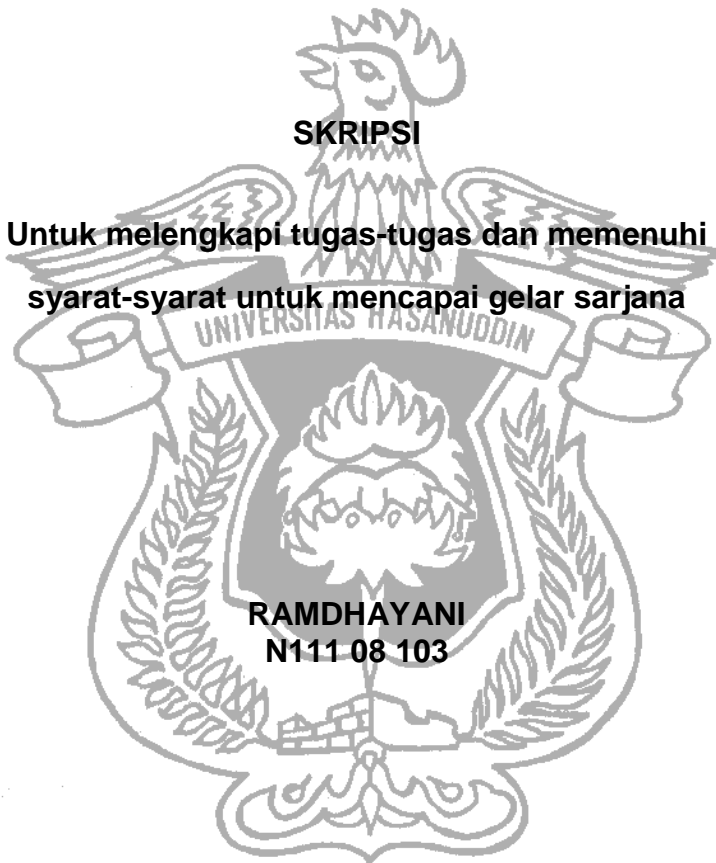 SKRIPSI
Untuk melengkapi tugas-tugas dan memenuhi
syarat-syarat untuk mencapai gelar sarjana
UNIVERSITAS HASANUDDIN
RAMDHAYANI
N111 08 103